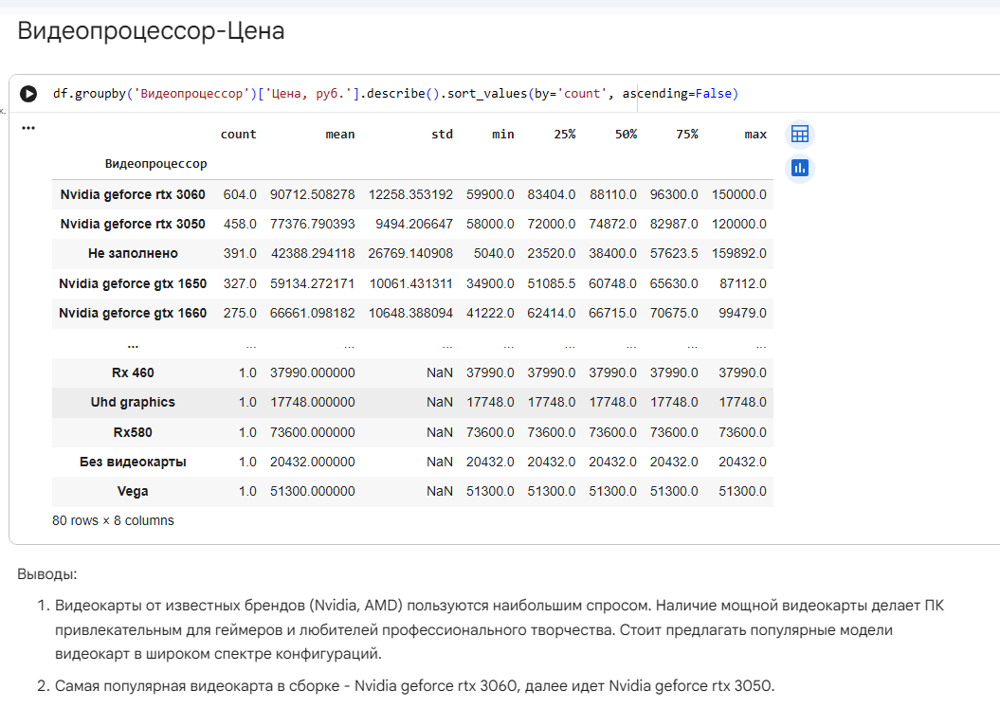 Видеопроцессор-Цена
df.groupby('Видеопроцессор')['Цена, руб.'].describe().sort_values(by='count', ascending=False)
count mean std min 25% 50% 75% max
Видеопроцессор
Nvidia geforce rtx 3060 604.0 90712.508278 12258.353192 59900.0 83404.0 88110.0 96300.0 150000.0
Nvidia geforce rtx 3050 458.0 77376.790393 9494.206647 58000.0 72000.0 74872.0 82987.0 120000.0
Не заполнено 391.0 42388.294118 26769.140908 5040.0 23520.0 38400.0 57623.5 159892.0
Nvidia geforce gtx 1650 327.0 59134.272171 10061.431311 34900.0 51085.5 60748.0 65630.0 87112.0
Nvidia geforce gtx 1660 275.0 66661.098182 10648.388094 41222.0 62414.0 66715.0 70675.0 99479.0
... ... ... ... ... ... ... ... ...
Rx 460 1.0 37990.000000 NaN 37990.0 37990.0 37990.0 37990.0 37990.0
Uhd graphics 1.0 17748.000000 NaN 17748.0 17748.0 17748.0 17748.0 17748.0
Rx580 1.0 73600.000000 NaN 73600.0 73600.0 73600.0 73600.0 73600.0
Без видеокарты 1.0 20432.000000 NaN 20432.0 20432.0 20432.0 20432.0 20432.0
Vega 1.0 51300.000000 NaN 51300.0 51300.0 51300.0 51300.0 51300.0
80 rows × 8 columns
Выводы:
1. Видеокарты от известных брендов (Nvidia, AMD) пользуются наибольшим спросом. Наличие мощной видеокарты делает ПК
привлекательным для геймеров и любителей профессионального творчества. Стоит предлагать популярные модели
видеокарт в широком спектре конфигураций.
2. Самая популярная видеокарта в сборке - Nvidia geforce rtx 3060, далее идет Nvidia geforce rtx 3050.